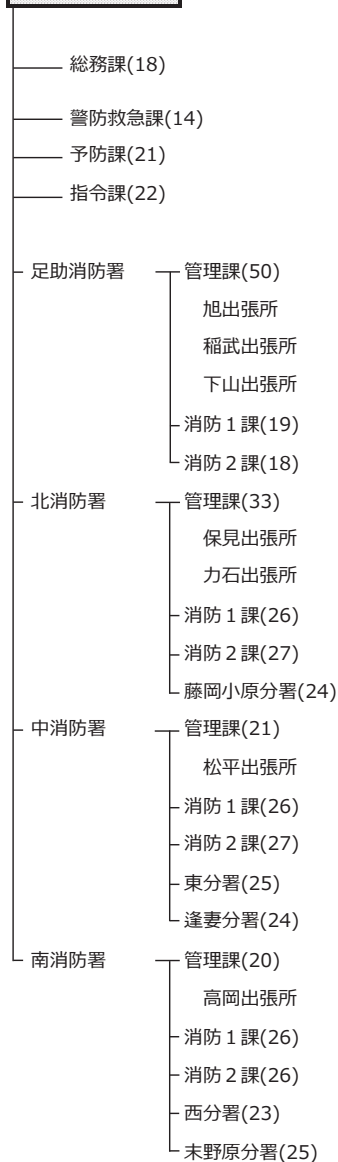 総務課(18)
警防救急課(14)
予防課(21)
指令課(22)
足助消防署 管理課(50)
旭出張所
稲武出張所
下山出張所
消防1課(19)
消防2課(18)
北消防署 管理課(33)
保見出張所
力石出張所
消防1課(26)
消防2課(27)
藤岡小原分署(24)
中消防署 管理課(21)
松平出張所
消防1課(26)
消防2課(27)
東分署(25)
逢妻分署(24)
南消防署 管理課(20)
高岡出張所
消防1課(26)
消防2課(26)
西分署(23)
末野原分署(25)